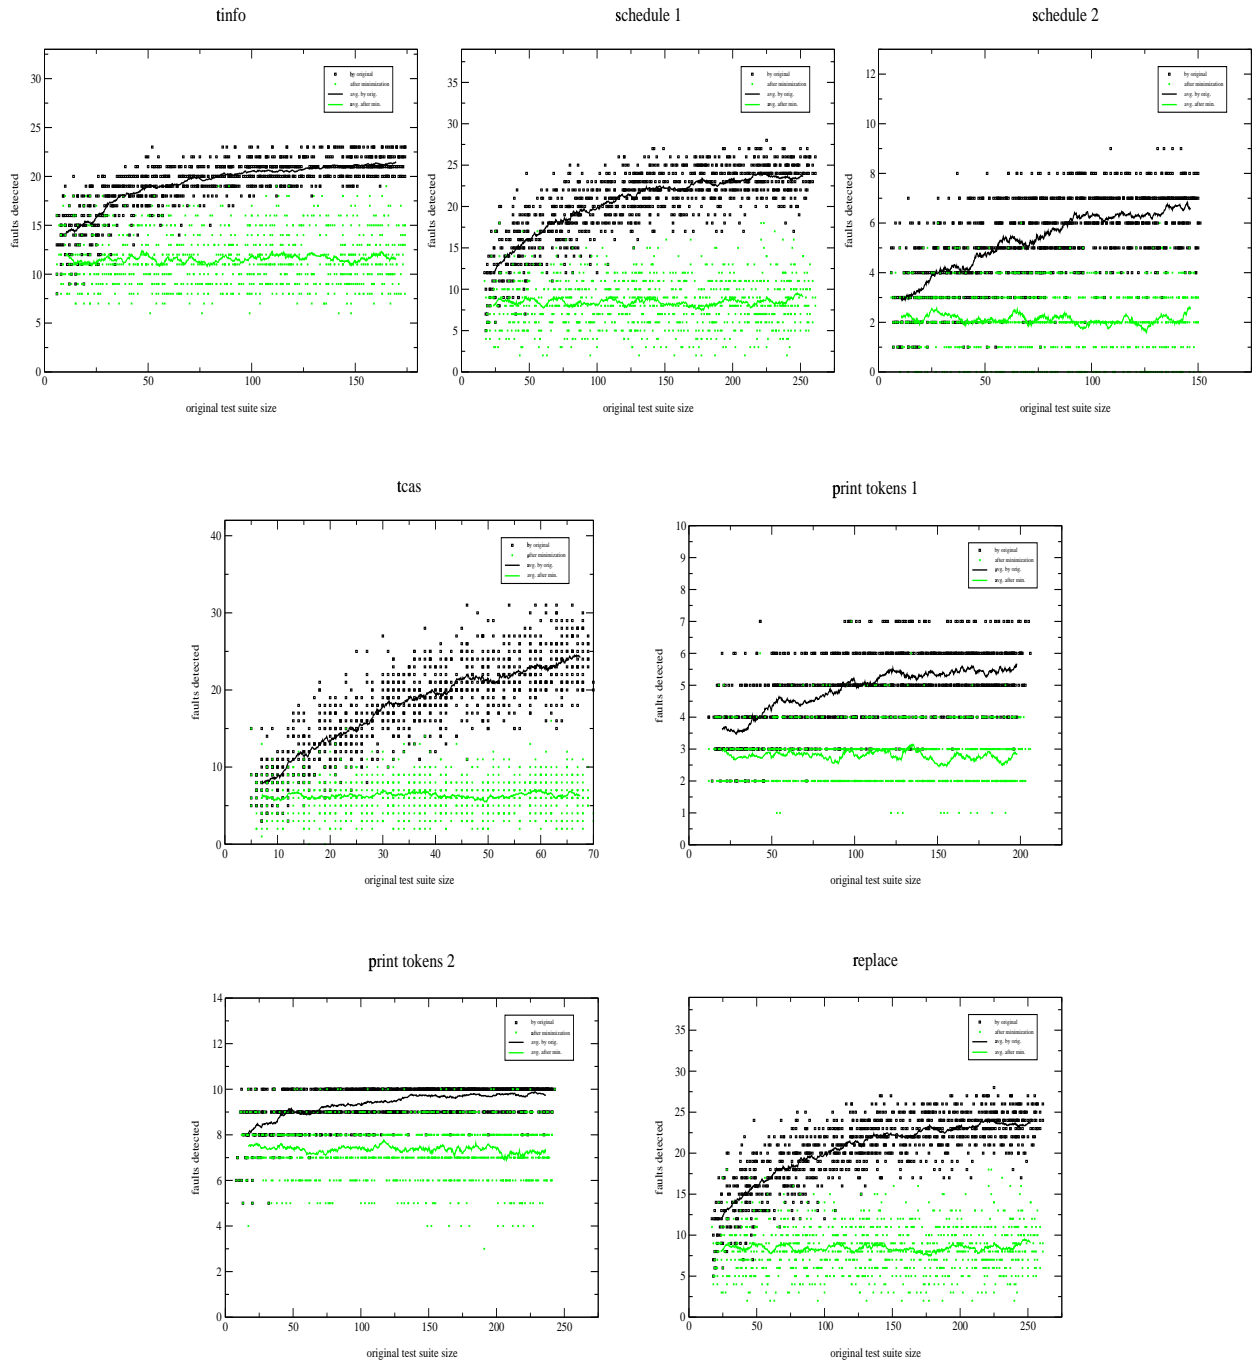 tinfo
schedule 1
schedule 2
by original
after minimization
avg. by orig.
avg. after min.
by original
after minimization
avg. by orig.
avg. after min.
by original
after minimization
avg. by orig.
avg. after min.
faults detected
0
5
10
15
20
25
30
faults detected
0
5
10
15
20
25
30
35
faults detected
0
2
4
6
8
10
12
0 50 100 150
0 50 100 150 200 250
0 50 100 150
original test suite size
original test suite size
original test suite size
tcas
print tokens 1
by original
after minimization
avg. by orig.
avg. after min.
by original
after minimization
avg. by orig.
avg. after min.
faults detected
0
10
20
30
40
faults detected
0
1
2
3
4
5
6
7
8
9
10
0 10 20 30 40 50 60 70
0 50 100 150 200
original test suite size
original test suite size
print tokens 2
replace
by original
after minimization
avg. by orig.
avg. after min.
by original
after minimization
avg. by orig.
avg. after min.
faults detected
0
2
4
6
8
10
12
14
faults detected
0
5
10
15
20
25
30
35
0 50 100 150 200 250
0 50 100 150 200 250
original test suite size
original test suite size